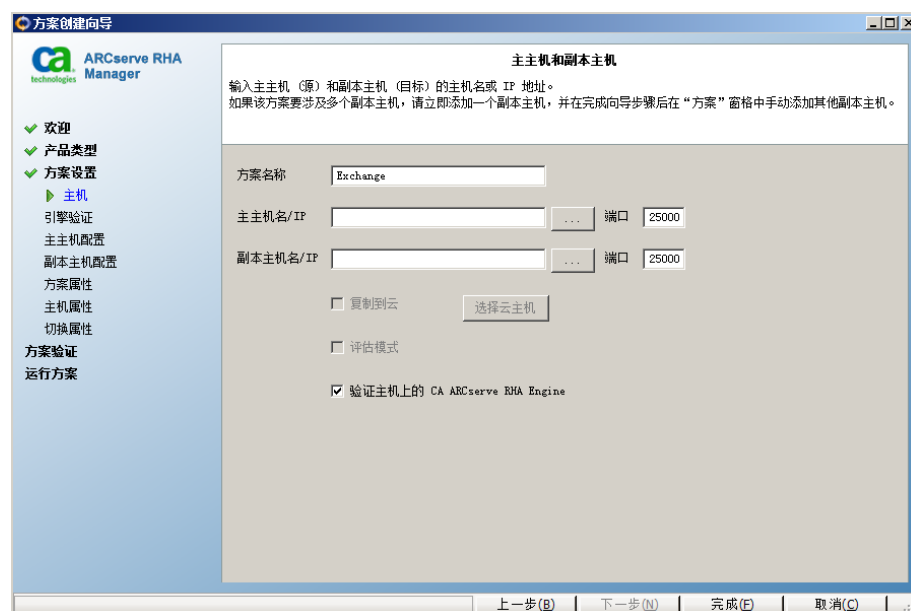 方案创建向导
ca
technologies
ARCserve RHA
Manager
欢迎
产品类型
方案设置
主机
引擎验证
主主机配置
副本主机配置
方案属性
主机属性
切换属性
方案验证
运行方案
主主机和副本主机
输入主主机（原）和副本主机（目标）的主机名或 IP 地址。
如果该方案要涉及多个副本主机，请立即添加一个副本主机，并在完成向导步骤后在“方案”窗格中手动添加其他副本主机。
方案名称 Exchange
主主机名/IP ... 端口 25000
副本主机名/IP ... 端口 25000
复制到云 选择云主机
评估模式
验证主机上的 CA ARCserve RHA Engine
上一步(B) 下一步(N) 完成(F) 取消(C)